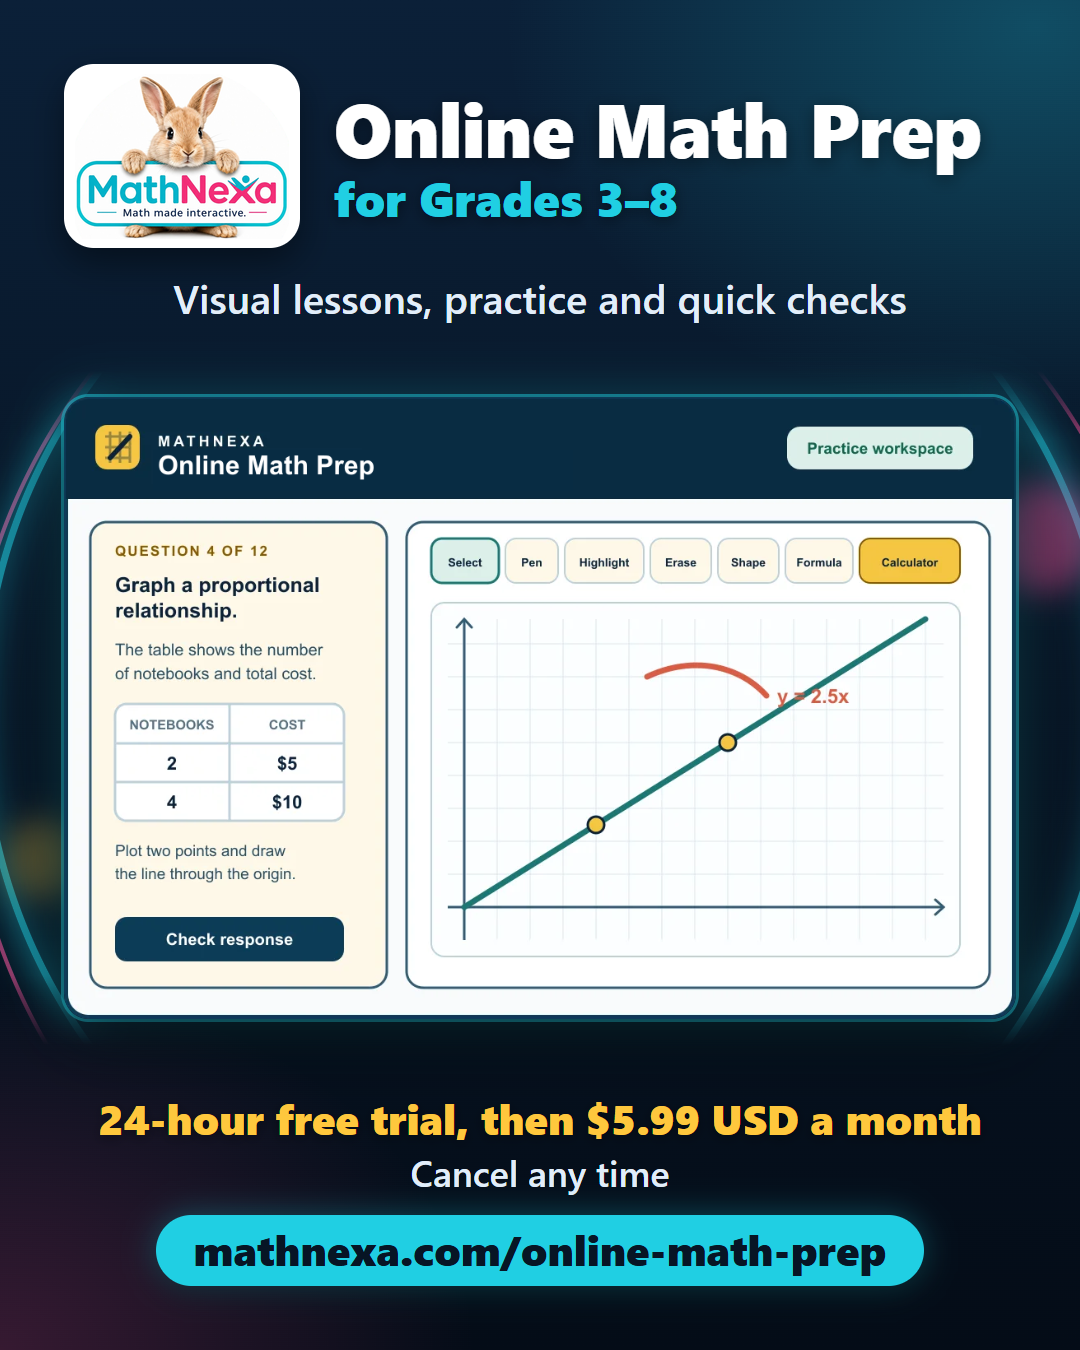 MathNexa
Math made interactive.
Online Math Prep
for Grades 3–8
Visual lessons, practice and quick checks
MATHNEXA
Online Math Prep
Practice workspace
QUESTION 4 OF 12
Graph a proportional
relationship.
The table shows the number
of notebooks and total cost.
NOTEBOOKS COST
2 $5
4 $10
Plot two points and draw
the line through the origin.
Check response
Select Pen Highlight Erase Shape Formula Calculator
y = 2.5x
24-hour free trial, then $5.99 USD a month
Cancel any time
mathnexa.com/online-math-prep